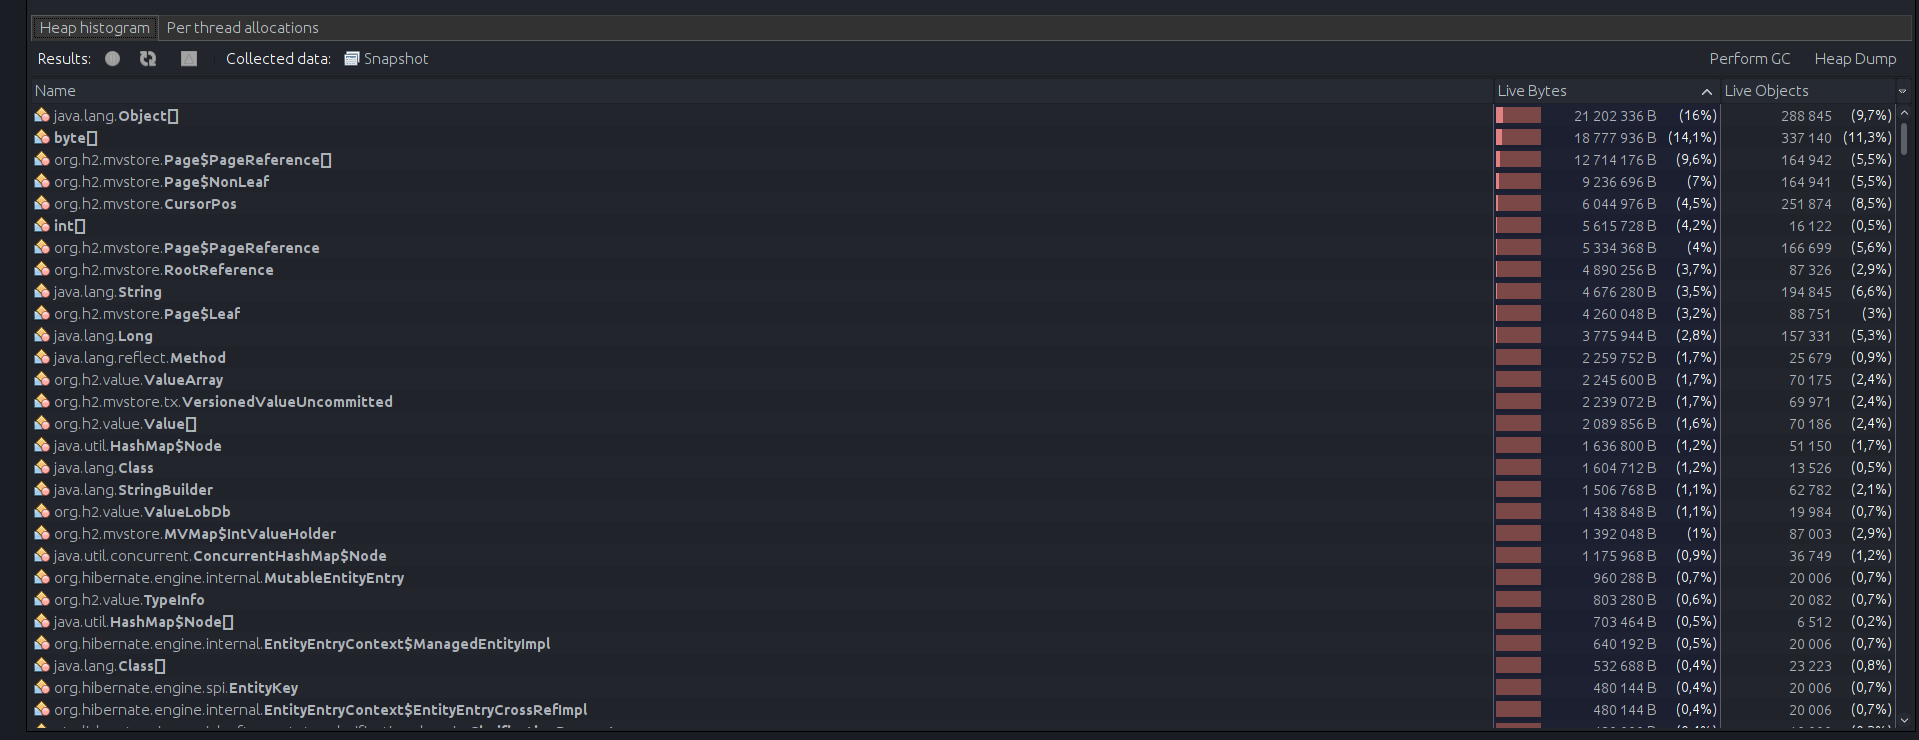 Heap histogram Per thread allocations
Results: Collected data: Snapshot Perform GC Heap Dump
Name Live Bytes Live Objects
java.lang.Object[] 21 202 336 B (16%) 288 845 (9,7%)
byte[] 18 777 936 B (14,1%) 337 140 (11,3%)
org.h2.mvstore.Page$PageReference[] 12 714 176 B (9,6%) 164 942 (5,5%)
org.h2.mvstore.Page$NonLeaf 9 236 696 B (7%) 164 941 (5,5%)
org.h2.mvstore.CursorPos 6 044 976 B (4,5%) 251 874 (8,5%)
int[] 5 615 728 B (4,2%) 16 122 (0,5%)
org.h2.mvstore.Page$PageReference 5 334 368 B (4%) 166 699 (5,6%)
org.h2.mvstore.RootReference 4 890 256 B (3,7%) 87 326 (2,9%)
java.lang.String 4 676 280 B (3,5%) 194 845 (6,6%)
org.h2.mvstore.Page$Leaf 4 260 048 B (3,2%) 88 751 (3%)
java.lang.Long 3 775 944 B (2,8%) 157 331 (5,3%)
java.lang.reflect.Method 2 259 752 B (1,7%) 25 679 (0,9%)
org.h2.value.ValueArray 2 245 600 B (1,7%) 70 175 (2,4%)
org.h2.mvstore.tx.VersionedValueUncommitted 2 239 072 B (1,7%) 69 971 (2,4%)
org.h2.value.Value[] 2 089 856 B (1,6%) 70 186 (2,4%)
java.util.HashMap$Node 1 636 800 B (1,2%) 51 150 (1,7%)
java.lang.Class 1 604 712 B (1,2%) 13 526 (0,5%)
java.lang.StringBuilder 1 506 768 B (1,1%) 62 782 (2,1%)
org.h2.value.ValueLobDb 1 438 848 B (1,1%) 19 984 (0,7%)
org.h2.mvstore.MVMap$IntValueHolder 1 392 048 B (1%) 87 003 (2,9%)
java.util.concurrent.ConcurrentHashMap$Node 1 175 968 B (0,9%) 36 749 (1,2%)
org.hibernate.engine.internal.MutableEntityEntry 960 288 B (0,7%) 20 006 (0,7%)
org.h2.value.TypeInfo 803 280 B (0,6%) 20 082 (0,7%)
java.util.HashMap$Node[] 703 464 B (0,5%) 6 512 (0,2%)
org.hibernate.engine.internal.EntityEntryContext$ManagedEntityImpl 640 192 B (0,5%) 20 006 (0,7%)
java.lang.Class[] 532 688 B (0,4%) 23 223 (0,8%)
org.hibernate.engine.spi.EntityKey 480 144 B (0,4%) 20 006 (0,7%)
org.hibernate.engine.internal.EntityEntryContext$EntityEntryCrossRefImpl 480 144 B (0,4%) 20 006 (0,7%)